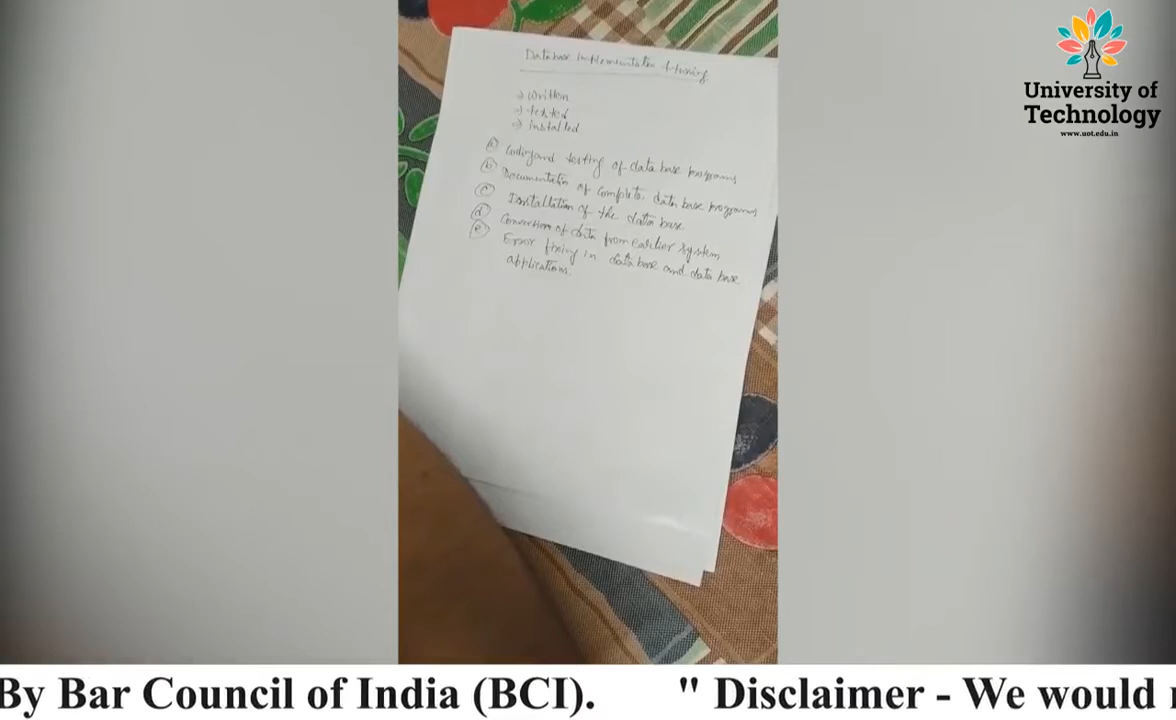 Database implementation & tuning
→ written
→ tested
→ installed
(a) Coding and testing of data base programs
(b) Documentation of complete data base programs
(c) Installation of the data base
(d) Conversion of data from earlier system
(e) Error fixing in data base and data base
applications.
University of
Technology
www.uot.edu.in
By Bar Council of India (BCI). " Disclaimer - We would